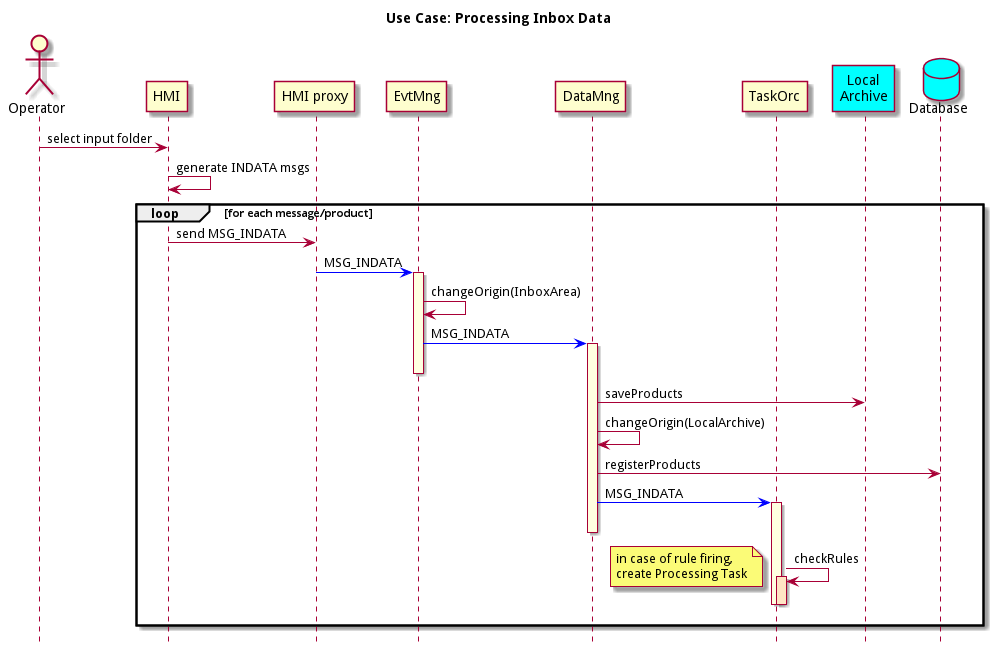 Use Case: Processing Inbox Data
Operator
HMI
HMI proxy
EvtMng
DataMng
TaskOrc
Local
Archive
Database
select input folder
generate INDATA msgs
loop
[for each message/product]
send MSG_INDATA
MSG_INDATA
changeOrigin(InboxArea)
MSG_INDATA
saveProducts
changeOrigin(LocalArchive)
registerProducts
MSG_INDATA
in case of rule firing,
create Processing Task
checkRules